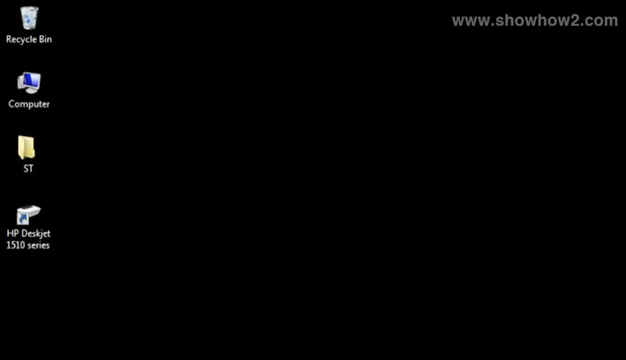 www.showhow2.com
Recycle Bin
Computer
ST
HP Deskjet
1510 series